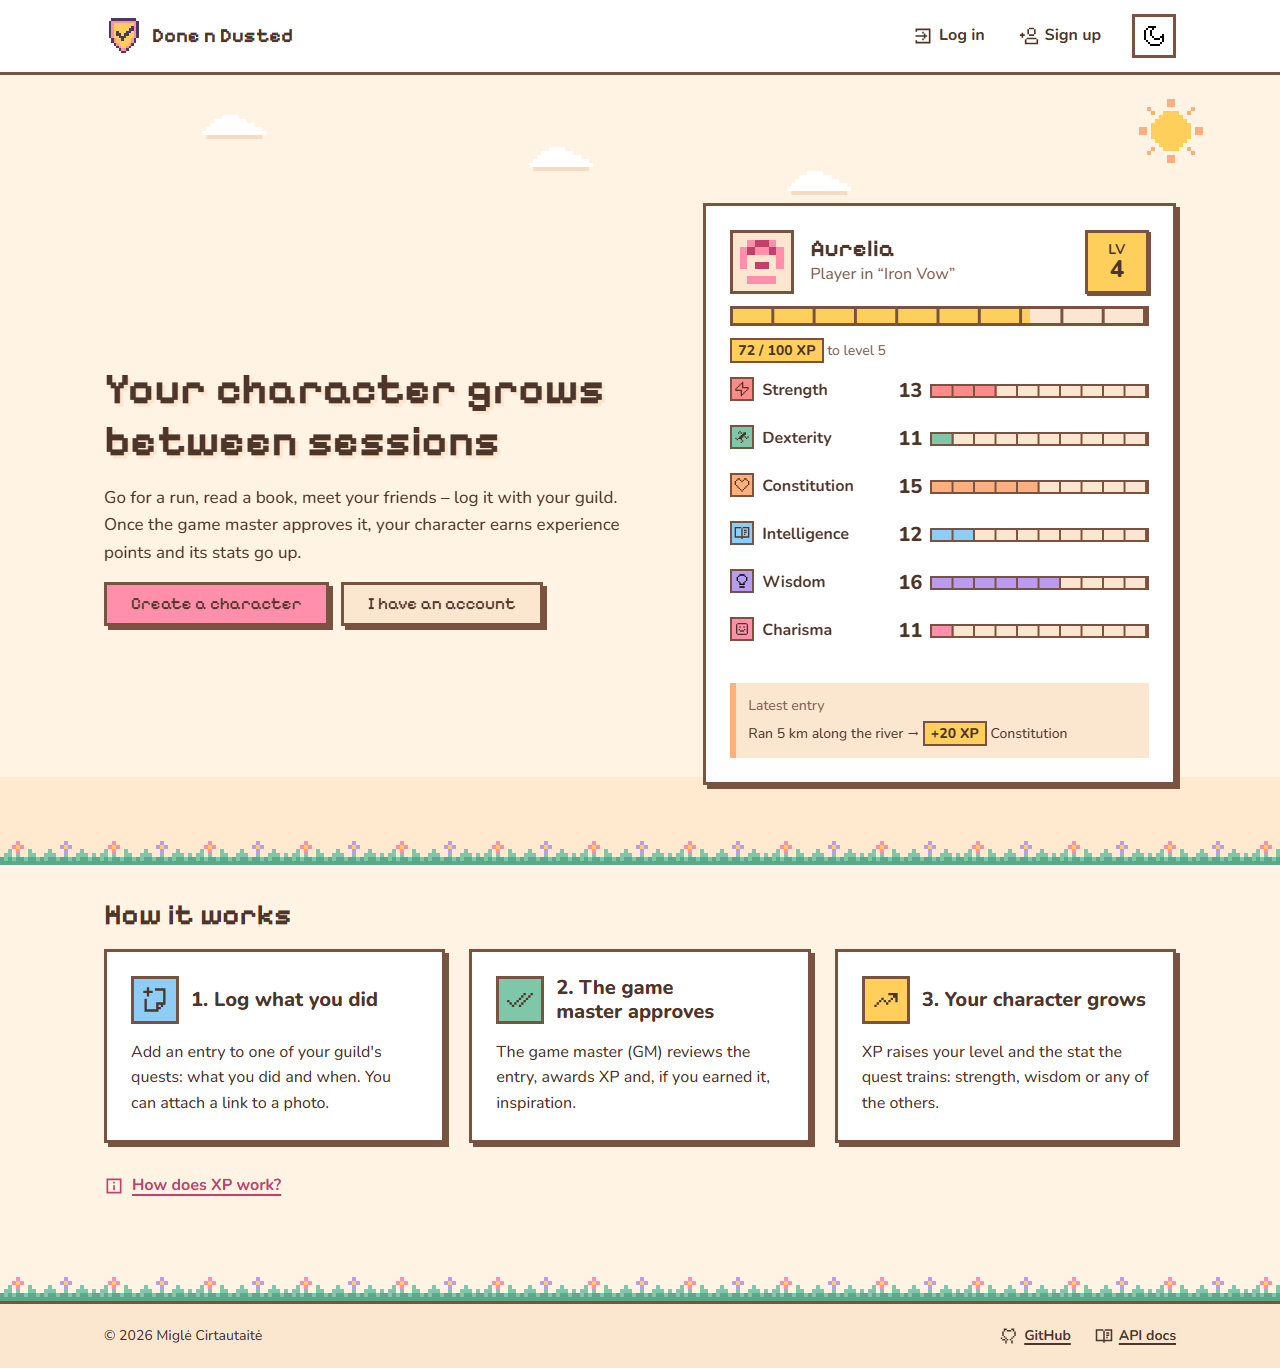 Done n Dusted
Log in
Sign up
Your character grows
between sessions
Go for a run, read a book, meet your friends – log it with your guild.
Once the game master approves it, your character earns experience
points and its stats go up.
Create a character
I have an account
Aurelia
Player in “Iron Vow”
LV
4
72 / 100 XP to level 5
Strength 13
Dexterity 11
Constitution 15
Intelligence 12
Wisdom 16
Charisma 11
Latest entry
Ran 5 km along the river → +20 XP Constitution
How it works
1. Log what you did
Add an entry to one of your guild's
quests: what you did and when. You
can attach a link to a photo.
2. The game
master approves
The game master (GM) reviews the
entry, awards XP and, if you earned it,
inspiration.
3. Your character grows
XP raises your level and the stat the
quest trains: strength, wisdom or any of
the others.
How does XP work?
© 2026 Miglė Cirtautaitė
GitHub
API docs